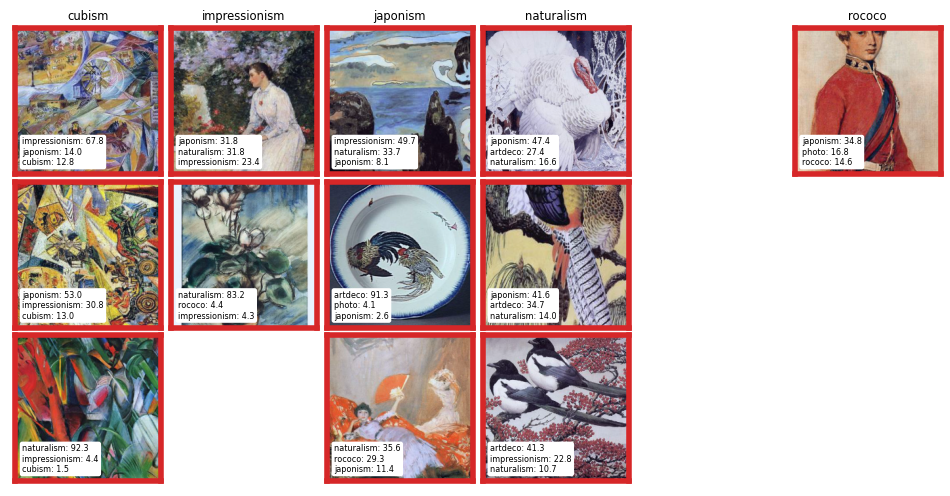 cubism
impressionism
japonism
naturalism
rococo
impressionism: 67.8
japonism: 14.0
cubism: 12.8
japonism: 31.8
naturalism: 31.8
impressionism: 23.4
impressionism: 49.7
naturalism: 33.7
japonism: 8.1
japonism: 47.4
artdeco: 27.4
naturalism: 16.6
japonism: 34.8
photo: 16.8
rococo: 14.6
japonism: 53.0
impressionism: 30.8
cubism: 13.0
naturalism: 83.2
rococo: 4.4
impressionism: 4.3
artdeco: 91.3
photo: 4.1
japonism: 2.6
japonism: 41.6
artdeco: 34.7
naturalism: 14.0
naturalism: 92.3
impressionism: 4.4
cubism: 1.5
naturalism: 35.6
rococo: 29.3
japonism: 11.4
artdeco: 41.3
impressionism: 22.8
naturalism: 10.7